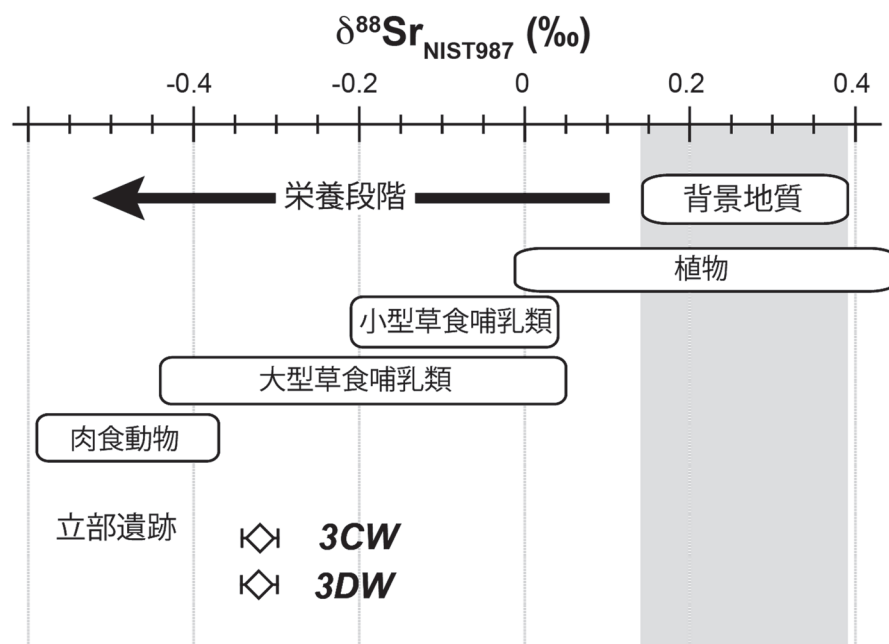 δ⁸⁸Sr NIST987 (‰)
-0.4 -0.2 0 0.2 0.4
栄養段階 背景地質
植物
小型草食哺乳類
大型草食哺乳類
肉食動物
立部遺跡 3CW
3DW